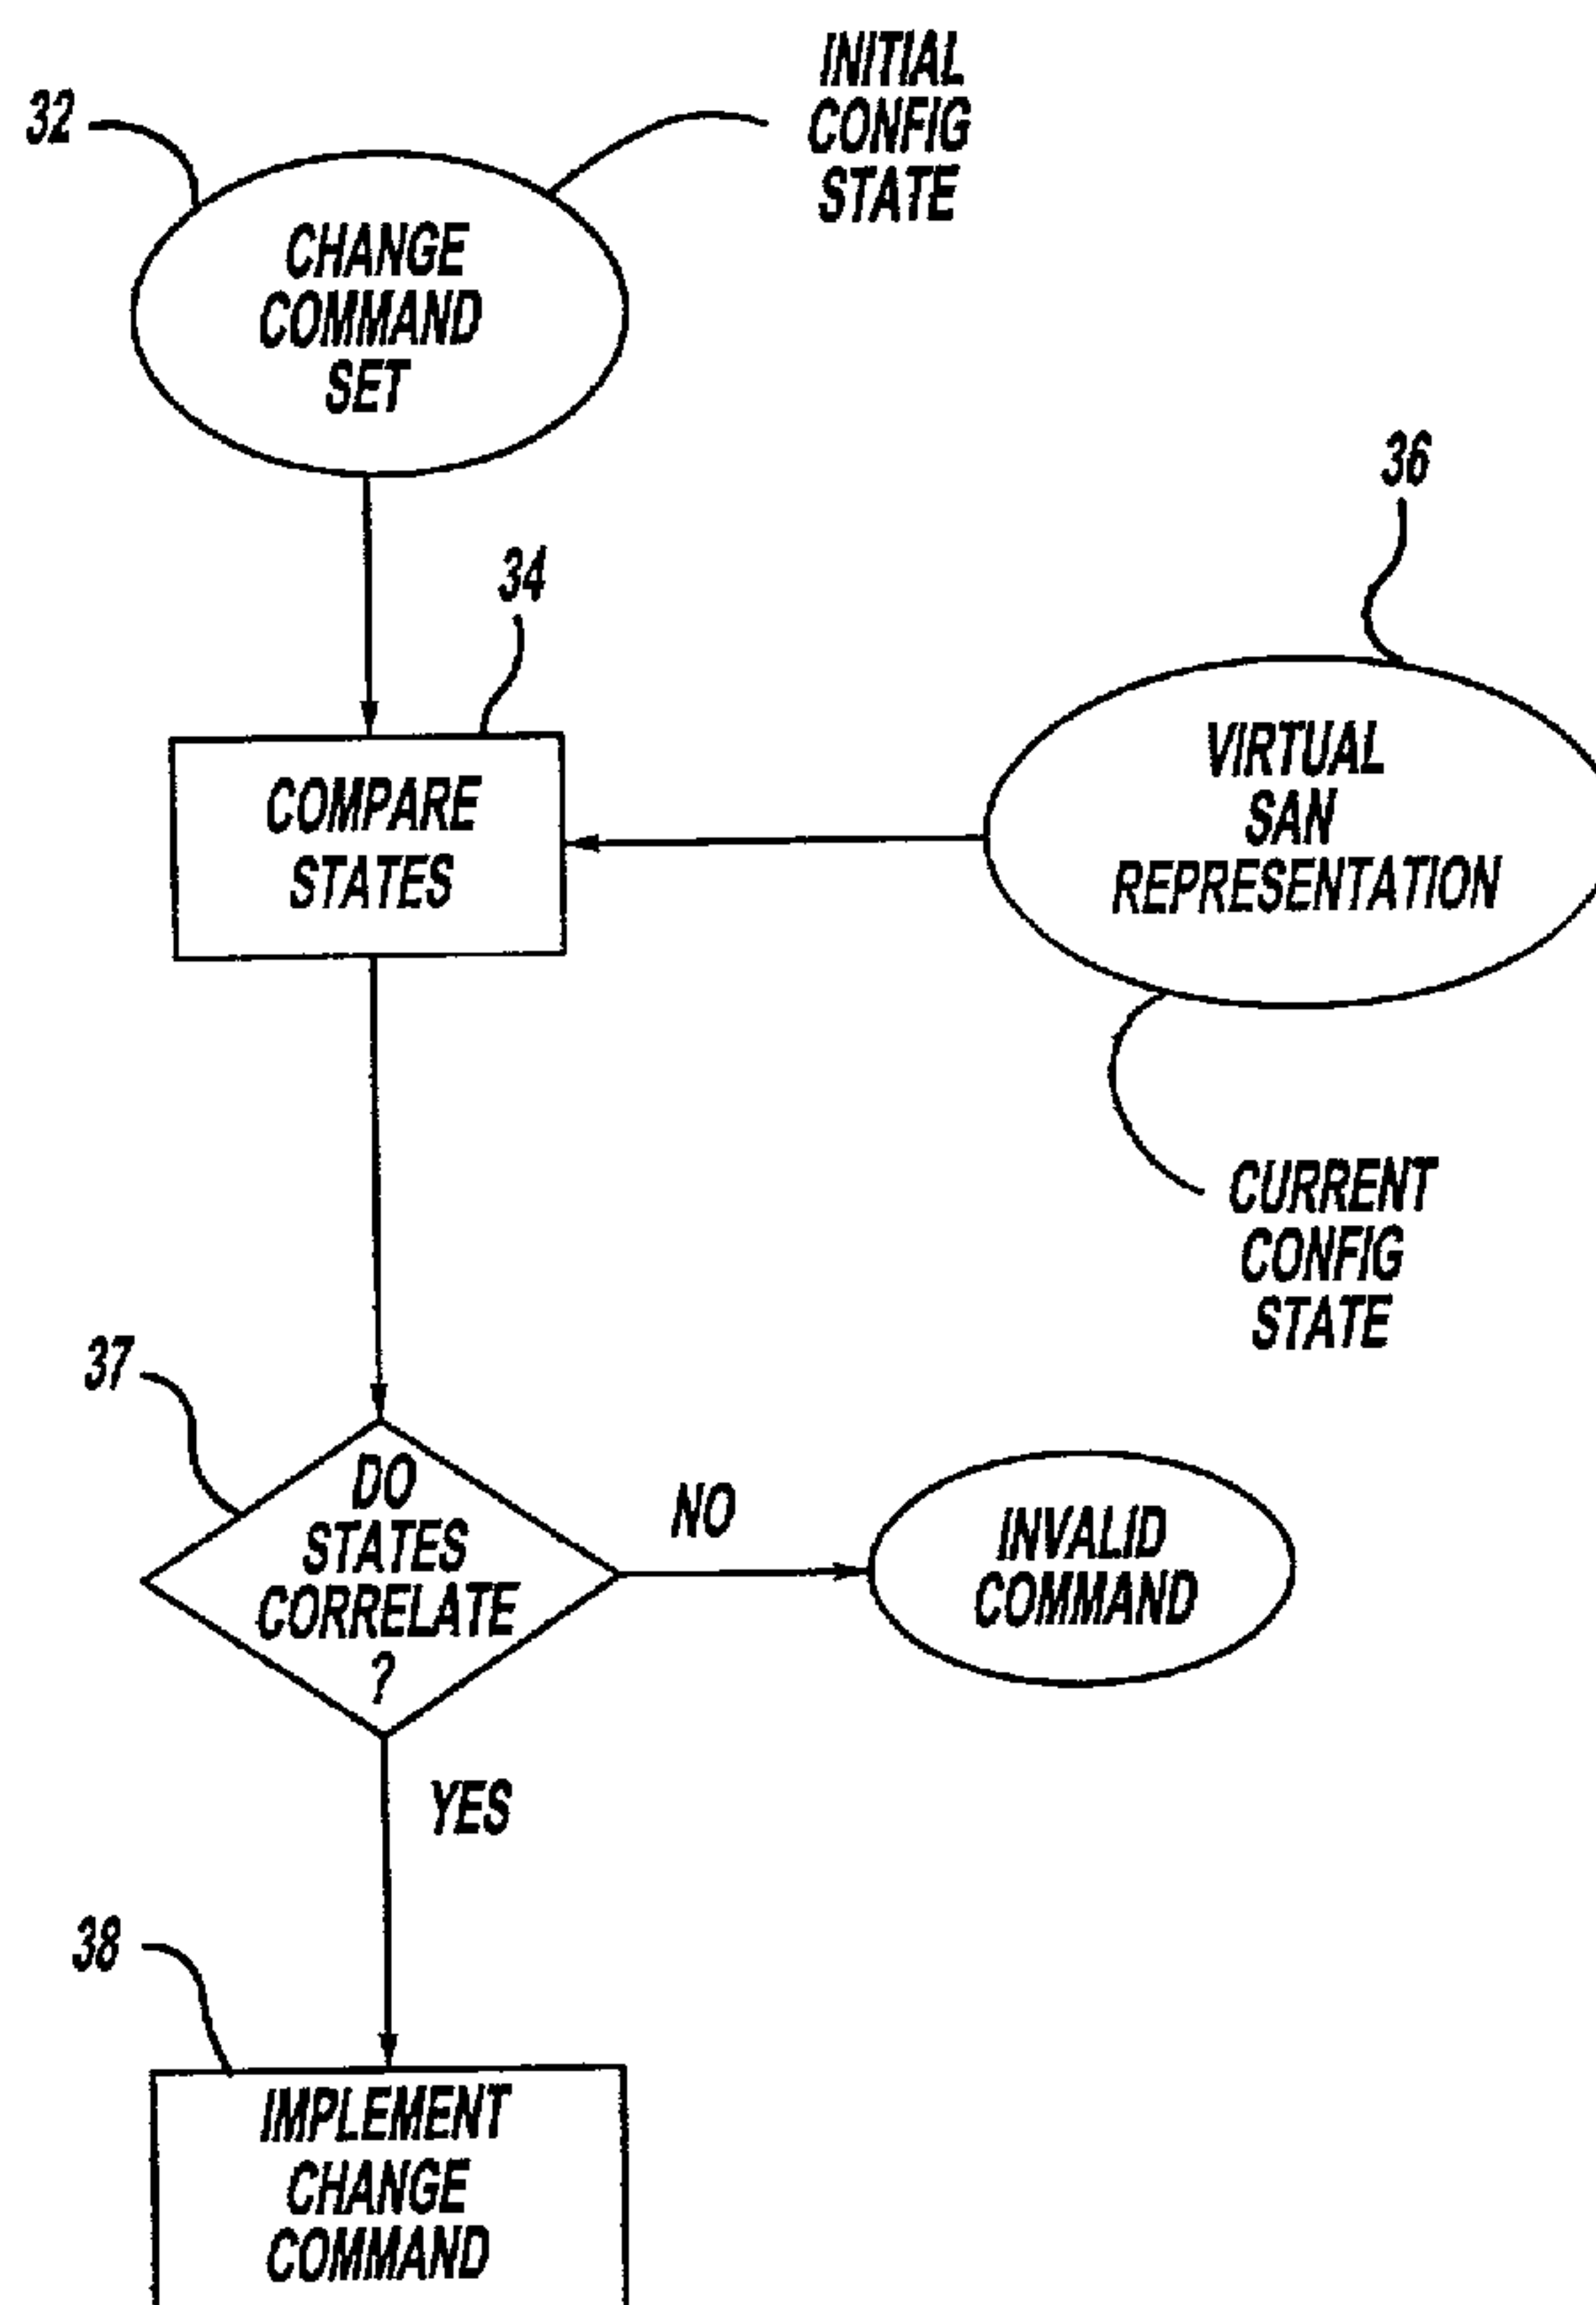 INITIAL
CONFIG
STATE
32
CHANGE
COMMAND
SET
36
34
VIRTUAL
SAN
REPRESENTATION
COMPARE
STATES
CURRENT
CONFIG
STATE
37
DO
STATES
CORRELATE
?
NO
INVALID
COMMAND
YES
38
IMPLEMENT
CHANGE
COMMAND